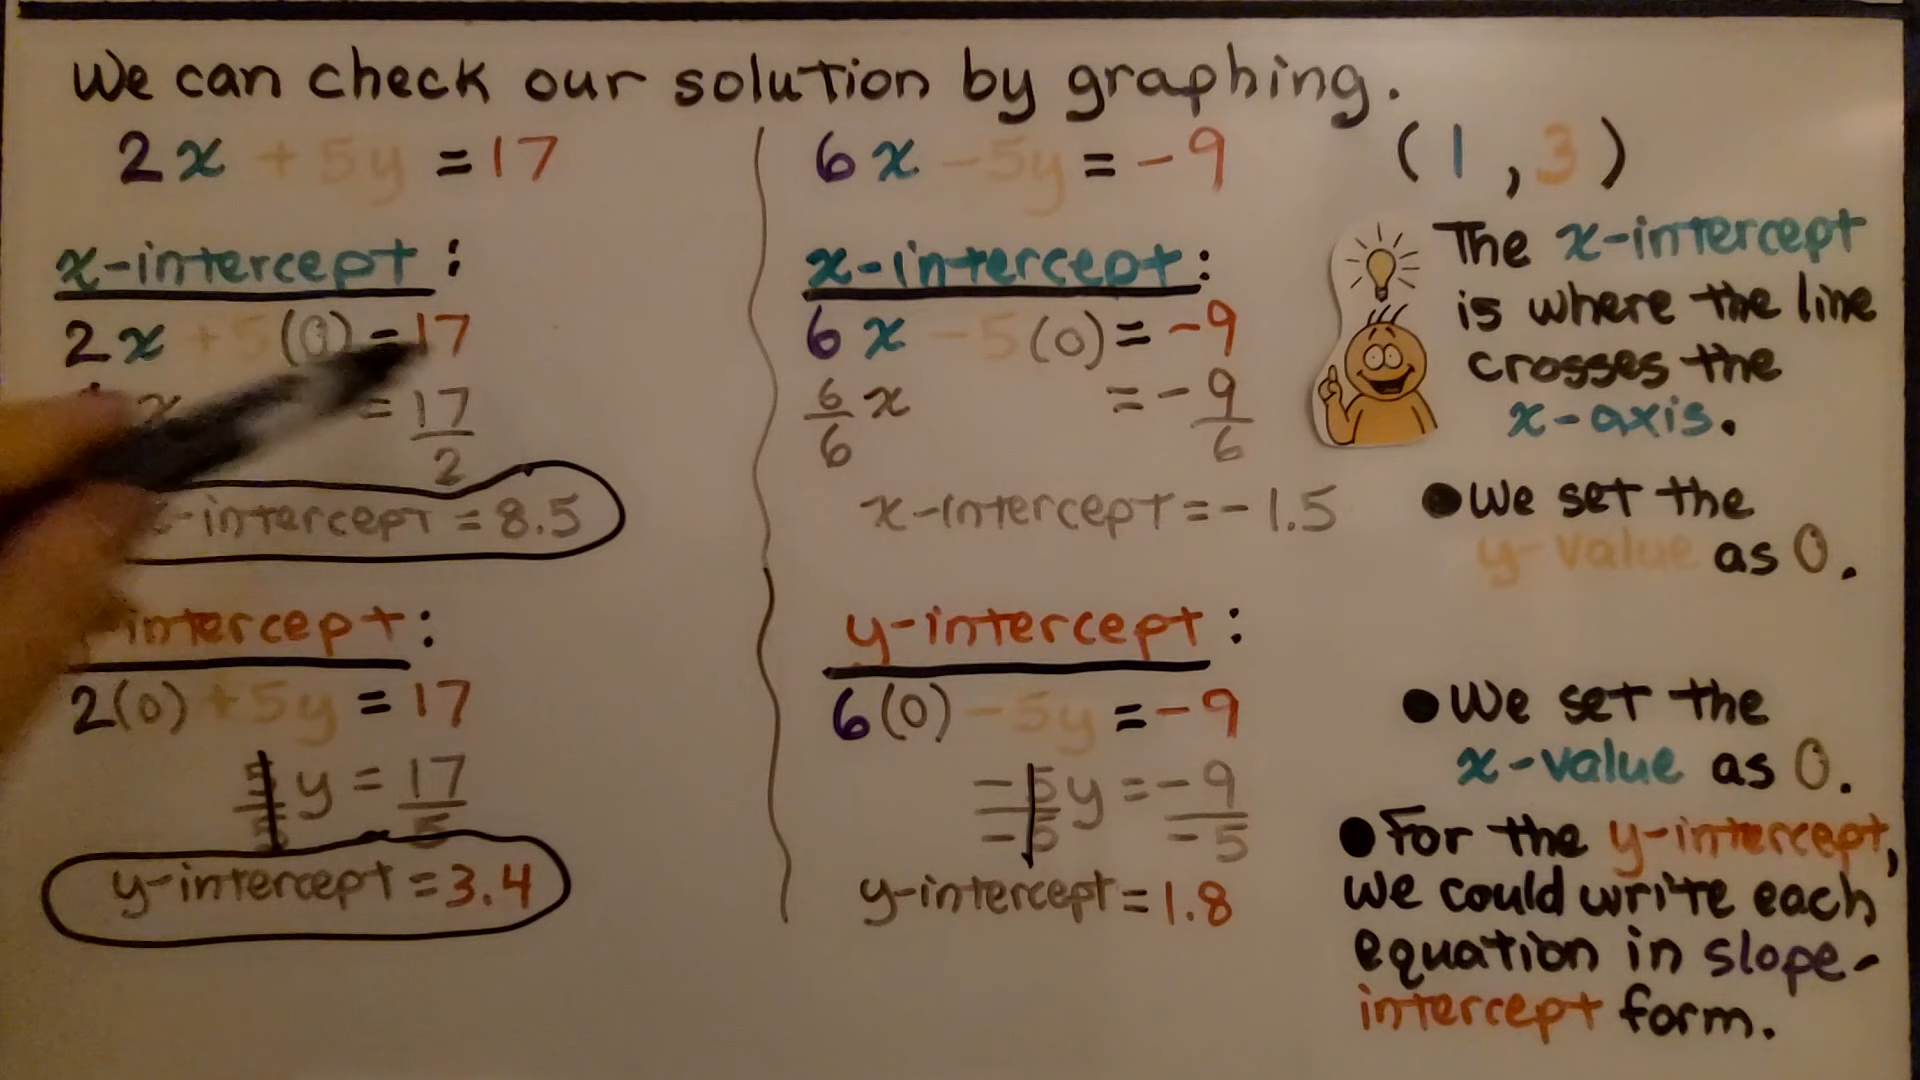 We can check our solution by graphing.
2x + 5y = 17
x-intercept:
2x + 5(0) = 17
x = 17/2
x-intercept = 8.5
y-intercept:
2(0) + 5y = 17
5/5 y = 17/5
y-intercept = 3.4
6x - 5y = -9
x-intercept:
6x - 5(0) = -9
6/6 x = -9/6
x-intercept = -1.5
y-intercept:
6(0) - 5y = -9
-5/-5 y = -9/-5
y-intercept = 1.8
(1, 3)
The x-intercept
is where the line
crosses the
x-axis.
● We set the
y-value as 0.
● We set the
x-value as 0.
● For the y-intercept,
we could write each
equation in slope-
intercept form.